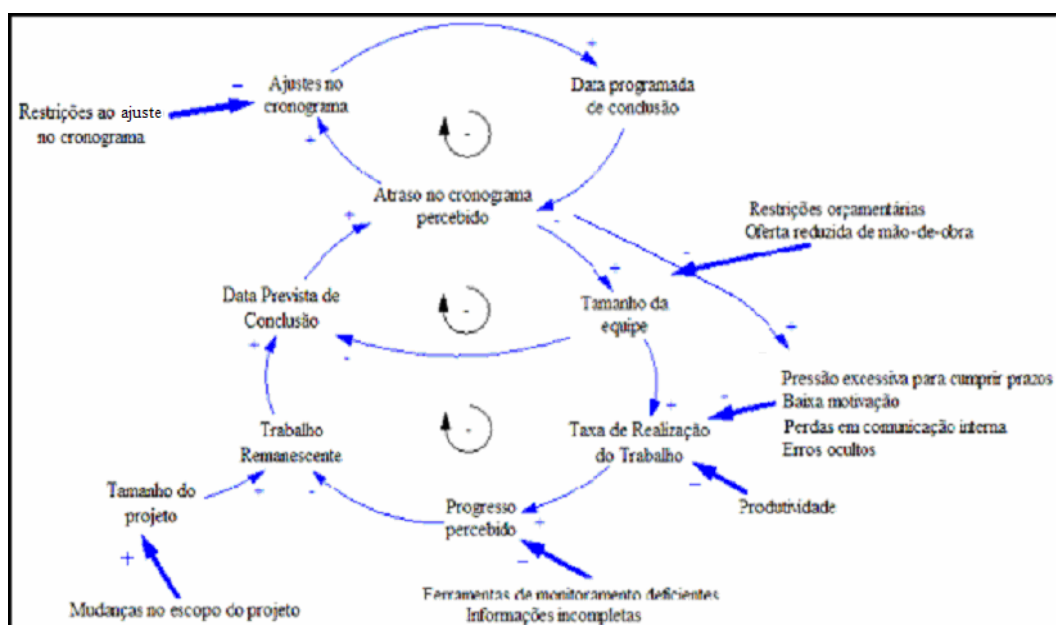 Ajustes no
cronograma
Data programada
de conclusão
Restrições ao ajuste
no cronograma
Atraso no cronograma
percebido
Restrições orçamentárias
Oferta reduzida de mão-de-obra
Data Prevista de
Conclusão
Tamanho da
equipe
Pressão excessiva para cumprir prazos
Baixa motivação
Perdas em comunicação interna
Erros ocultos
Trabalho
Remanescente
Taxa de Realização
do Trabalho
Tamanho do
projeto
Progresso
percebido
Produtividade
Mudanças no escopo do projeto
Ferramentas de monitoramento deficientes
Informações incompletas